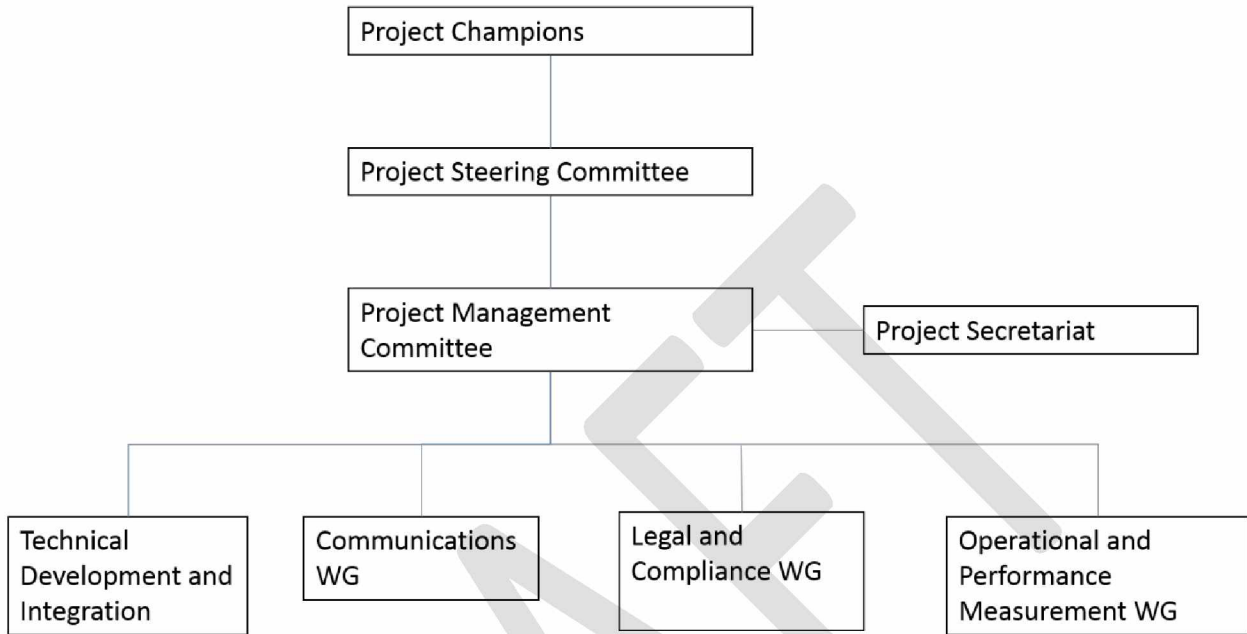 Project Champions
Project Steering Committee
Project Management
Committee
Project Secretariat
Technical
Development and
Integration
Communications
WG
Legal and
Compliance WG
Operational and
Performance
Measurement WG
AFT